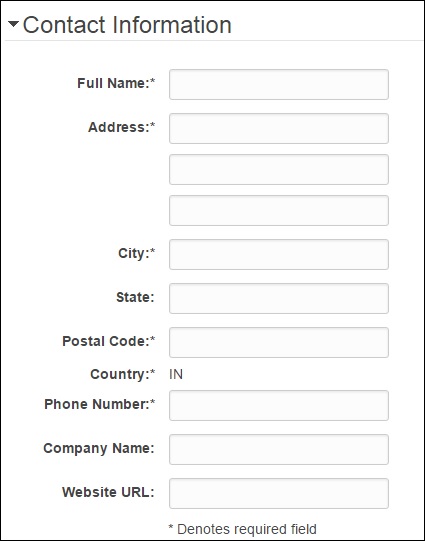 Contact Information
Full Name:*
Address:*
City:*
State:
Postal Code:*
Country:* IN
Phone Number:*
Company Name:
Website URL:
* Denotes required field